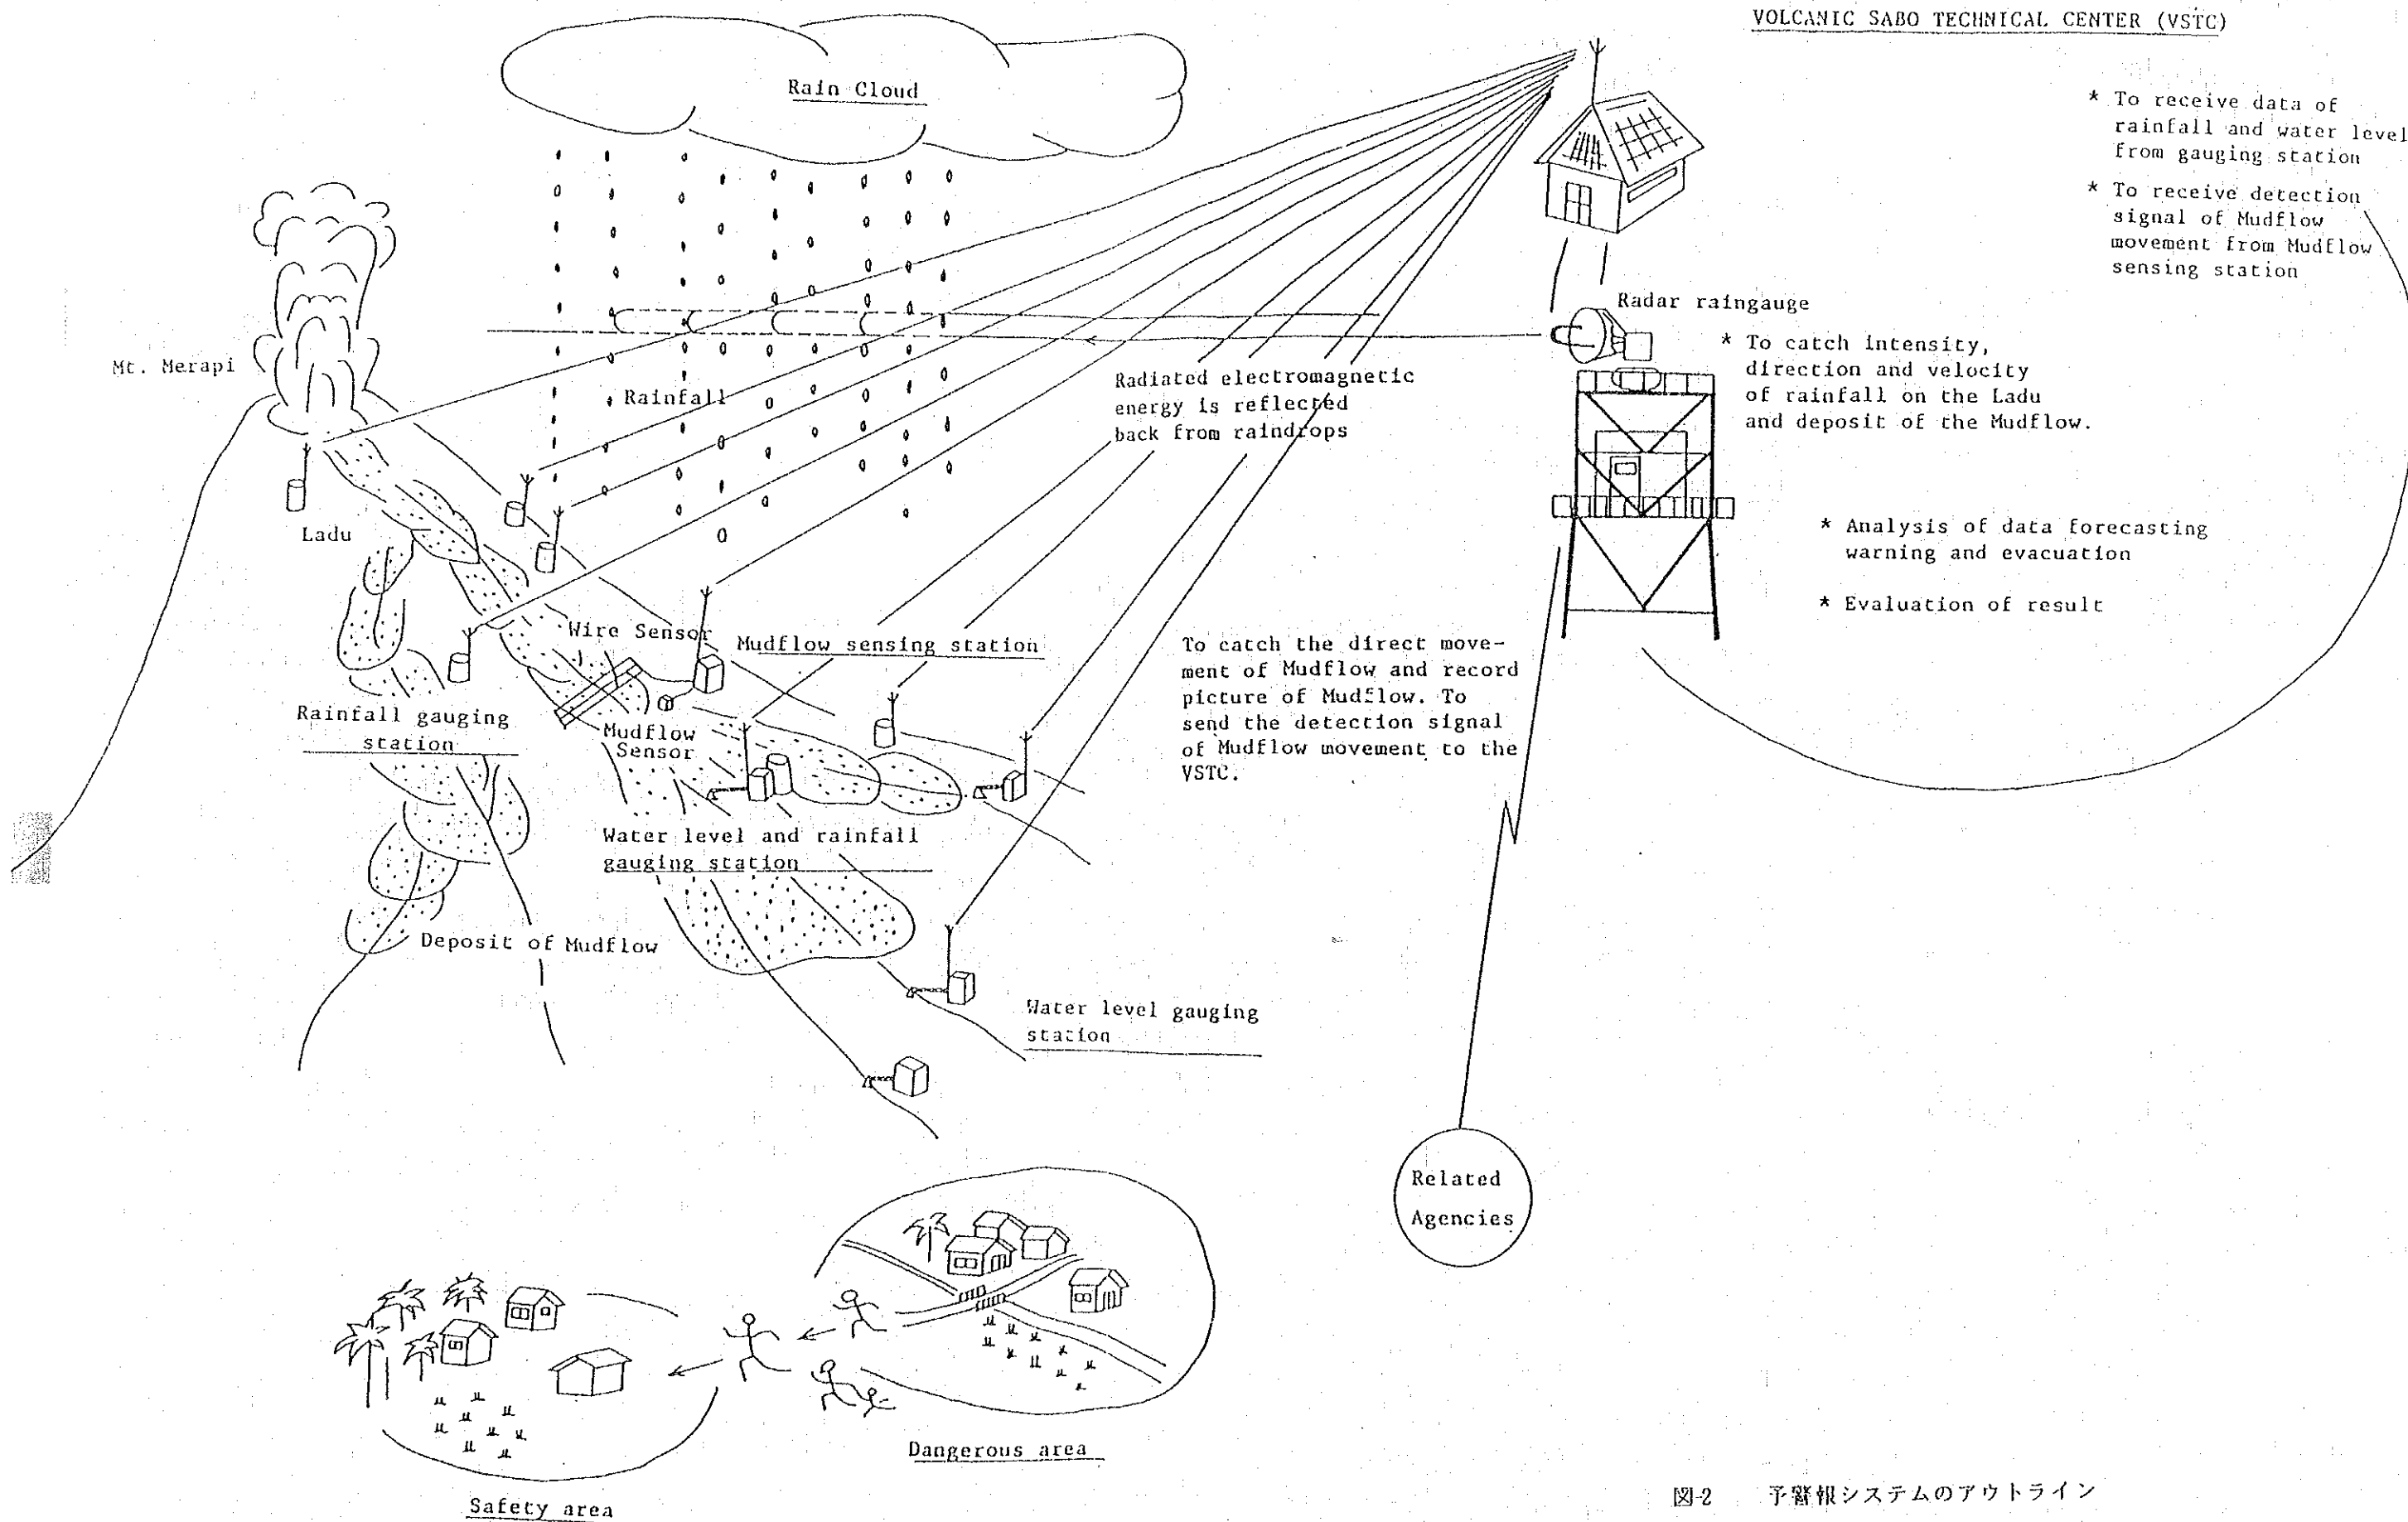 VOLCANIC SABO TECHNICAL CENTER (VSTC)
Rain Cloud
* To receive data of
rainfall and water level
from gauging station
* To receive detection
signal of Mudflow
movement from Mudflow
sensing station
Radar raingauge
* To catch intensity,
direction and velocity
of rainfall on the Ladu
and deposit of the Mudflow.
Mt. Merapi
Rainfall
Radiated electromagnetic
energy is reflected
back from raindrops
Ladu
* Analysis of data forecasting
warning and evacuation
* Evaluation of result
Wire Sensor
Mudflow sensing station
To catch the direct move-
ment of Mudflow and record
picture of Mudflow. To
send the detection signal
of Mudflow movement to the
VSTC.
Rainfall gauging
station
Mudflow
Sensor
Water level and rainfall
gauging station
Deposit of Mudflow
Water level gauging
station
Related
Agencies
Dangerous area
Safety area
図-2 予警報システムのアウトライン